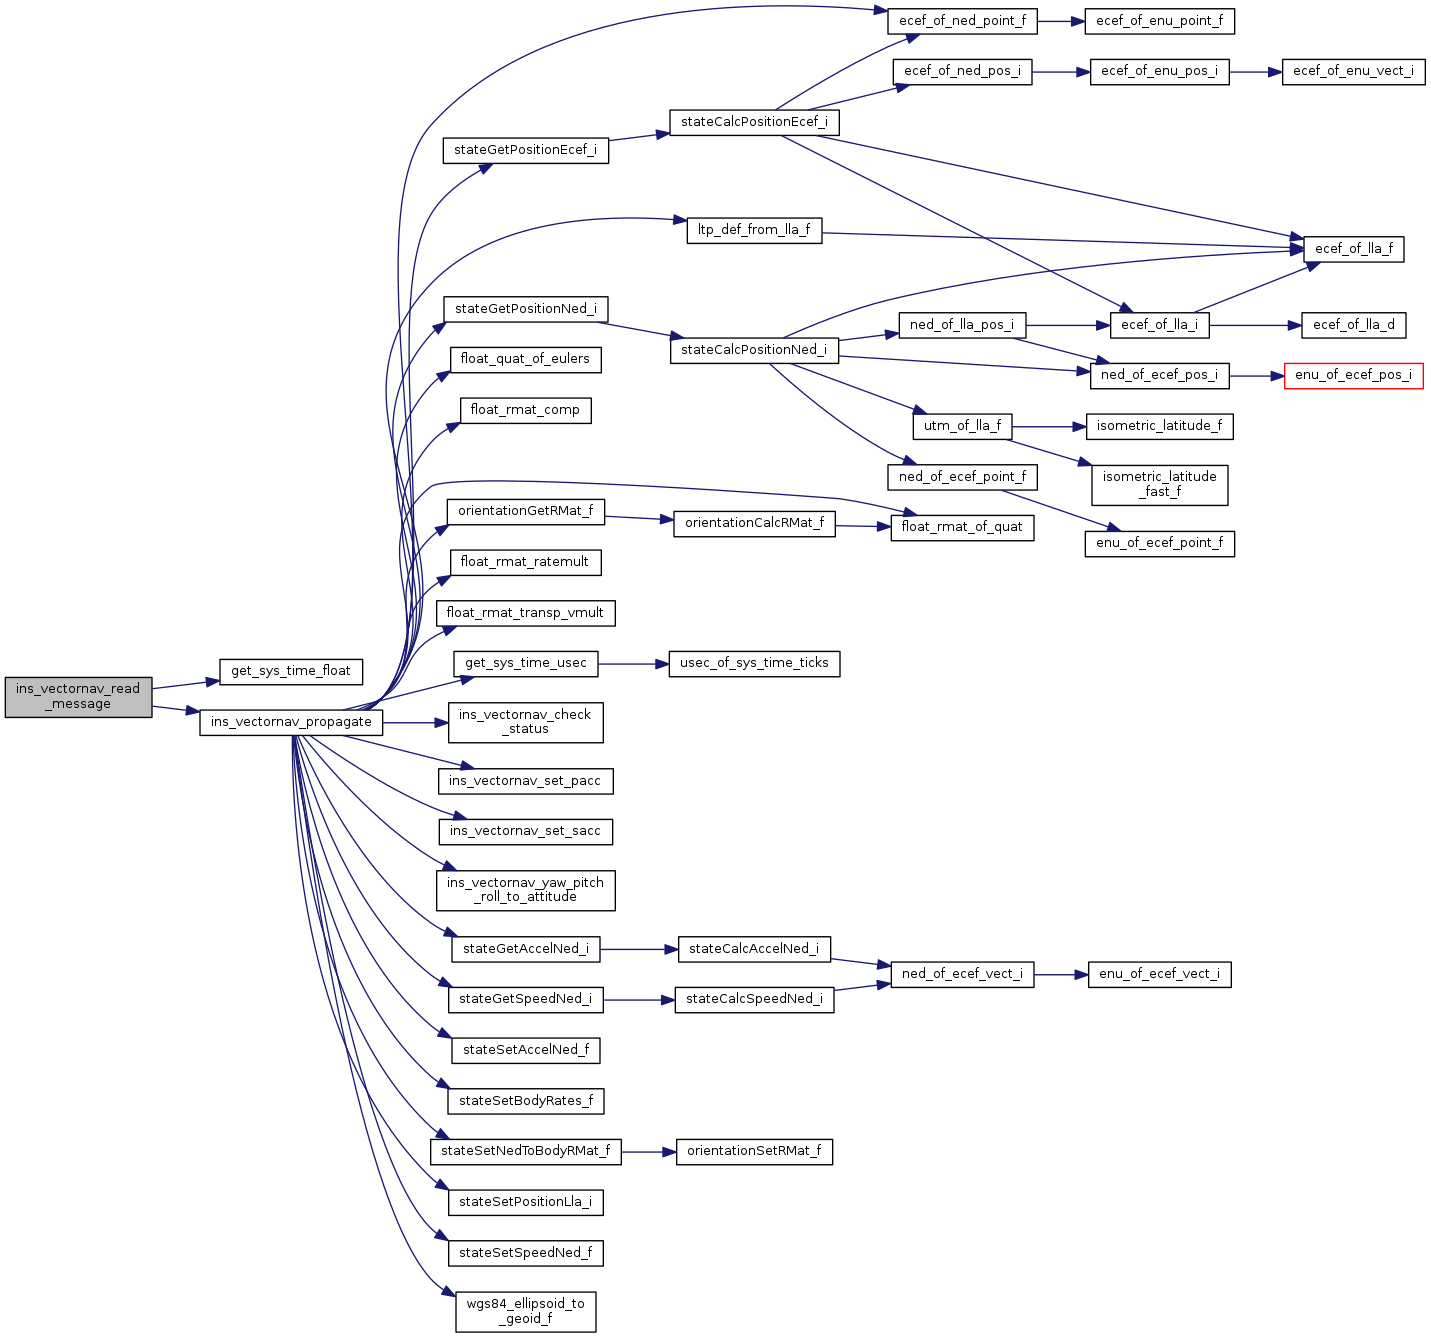 ecef_of_ned_point_f
ecef_of_enu_point_f
ecef_of_ned_pos_i
ecef_of_enu_pos_i
ecef_of_enu_vect_i
stateCalcPositionEcef_i
stateGetPositionEcef_i
ltp_def_from_lla_f
ecef_of_lla_f
stateGetPositionNed_i
ned_of_lla_pos_i
ecef_of_lla_i
ecef_of_lla_d
stateCalcPositionNed_i
float_quat_of_eulers
ned_of_ecef_pos_i
enu_of_ecef_pos_i
float_rmat_comp
utm_of_lla_f
isometric_latitude_f
ned_of_ecef_point_f
isometric_latitude
_fast_f
orientationGetRMat_f
orientationCalcRMat_f
float_rmat_of_quat
enu_of_ecef_point_f
float_rmat_ratemult
float_rmat_transp_vmult
get_sys_time_float
get_sys_time_usec
usec_of_sys_time_ticks
ins_vectornav_read
_message
ins_vectornav_propagate
ins_vectornav_check
_status
ins_vectornav_set_pacc
ins_vectornav_set_sacc
ins_vectornav_yaw_pitch
_roll_to_attitude
stateGetAccelNed_i
stateCalcAccelNed_i
ned_of_ecef_vect_i
enu_of_ecef_vect_i
stateGetSpeedNed_i
stateCalcSpeedNed_i
stateSetAccelNed_f
stateSetBodyRates_f
stateSetNedToBodyRMat_f
orientationSetRMat_f
stateSetPositionLla_i
stateSetSpeedNed_f
wgs84_ellipsoid_to
_geoid_f